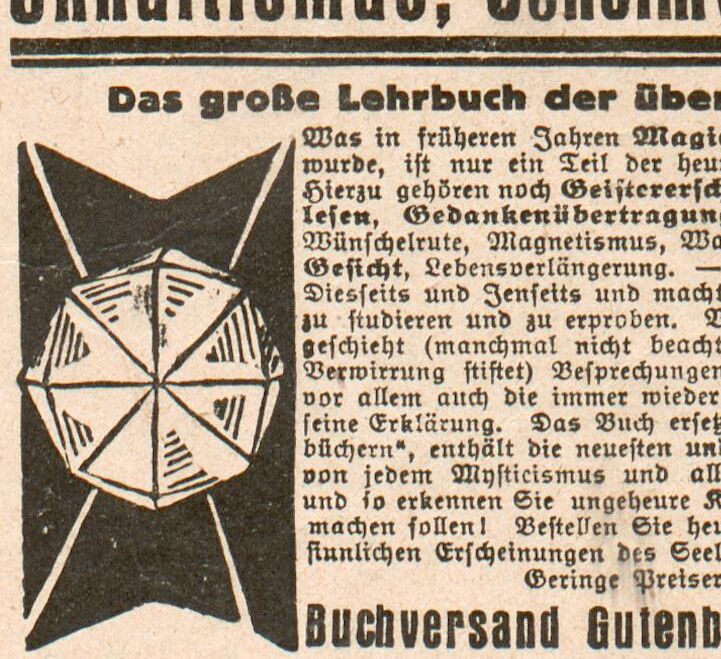 Das große Lehrbuch der über
Was in früheren Jahren Magi
wurde, ist nur ein Teil der heu
Hierzu gehören noch Geisterersch
lesen, Gedankenübertragung
Wünschelrute, Magnetismus, Wa
Gesicht, Lebensverlängerung. —
Diesseits und Jenseits und macht
zu studieren und zu erproben.
geschieht (manchmal nicht beacht
Verwirrung stiftet) Besprechungen
vor allem auch die immer wieder
seine Erklärung. Das Buch erset
büchern", enthält die neuesten un
von jedem Mysticismus und all
und so erkennen Sie ungeheure
machen sollen! Bestellen Sie heu
stunlichen Erscheinungen des Seel
Geringe Preiser
Buchversand Gutenb